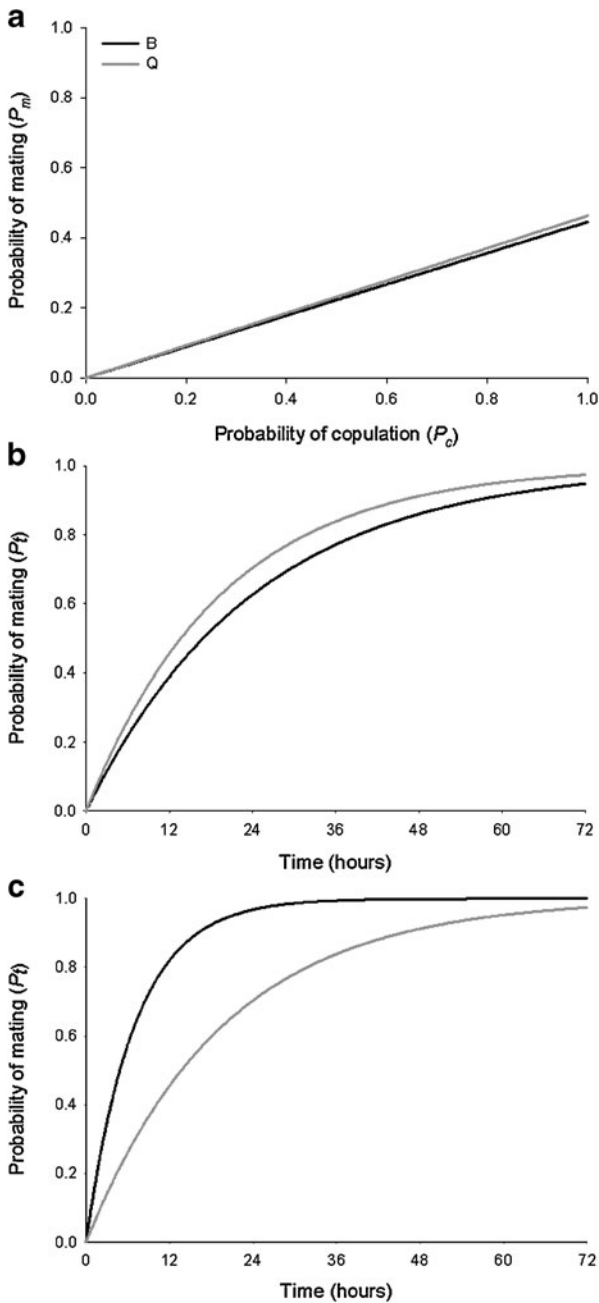 a
B
Q
Probability of mating (Pm)
1.0
0.8
0.6
0.4
0.2
0.0
0.0 0.2 0.4 0.6 0.8 1.0
Probability of copulation (Pc)
b
Probability of mating (Pt)
1.0
0.8
0.6
0.4
0.2
0.0
0 12 24 36 48 60 72
Time (hours)
c
Probability of mating (Pt)
1.0
0.8
0.6
0.4
0.2
0.0
0 12 24 36 48 60 72
Time (hours)